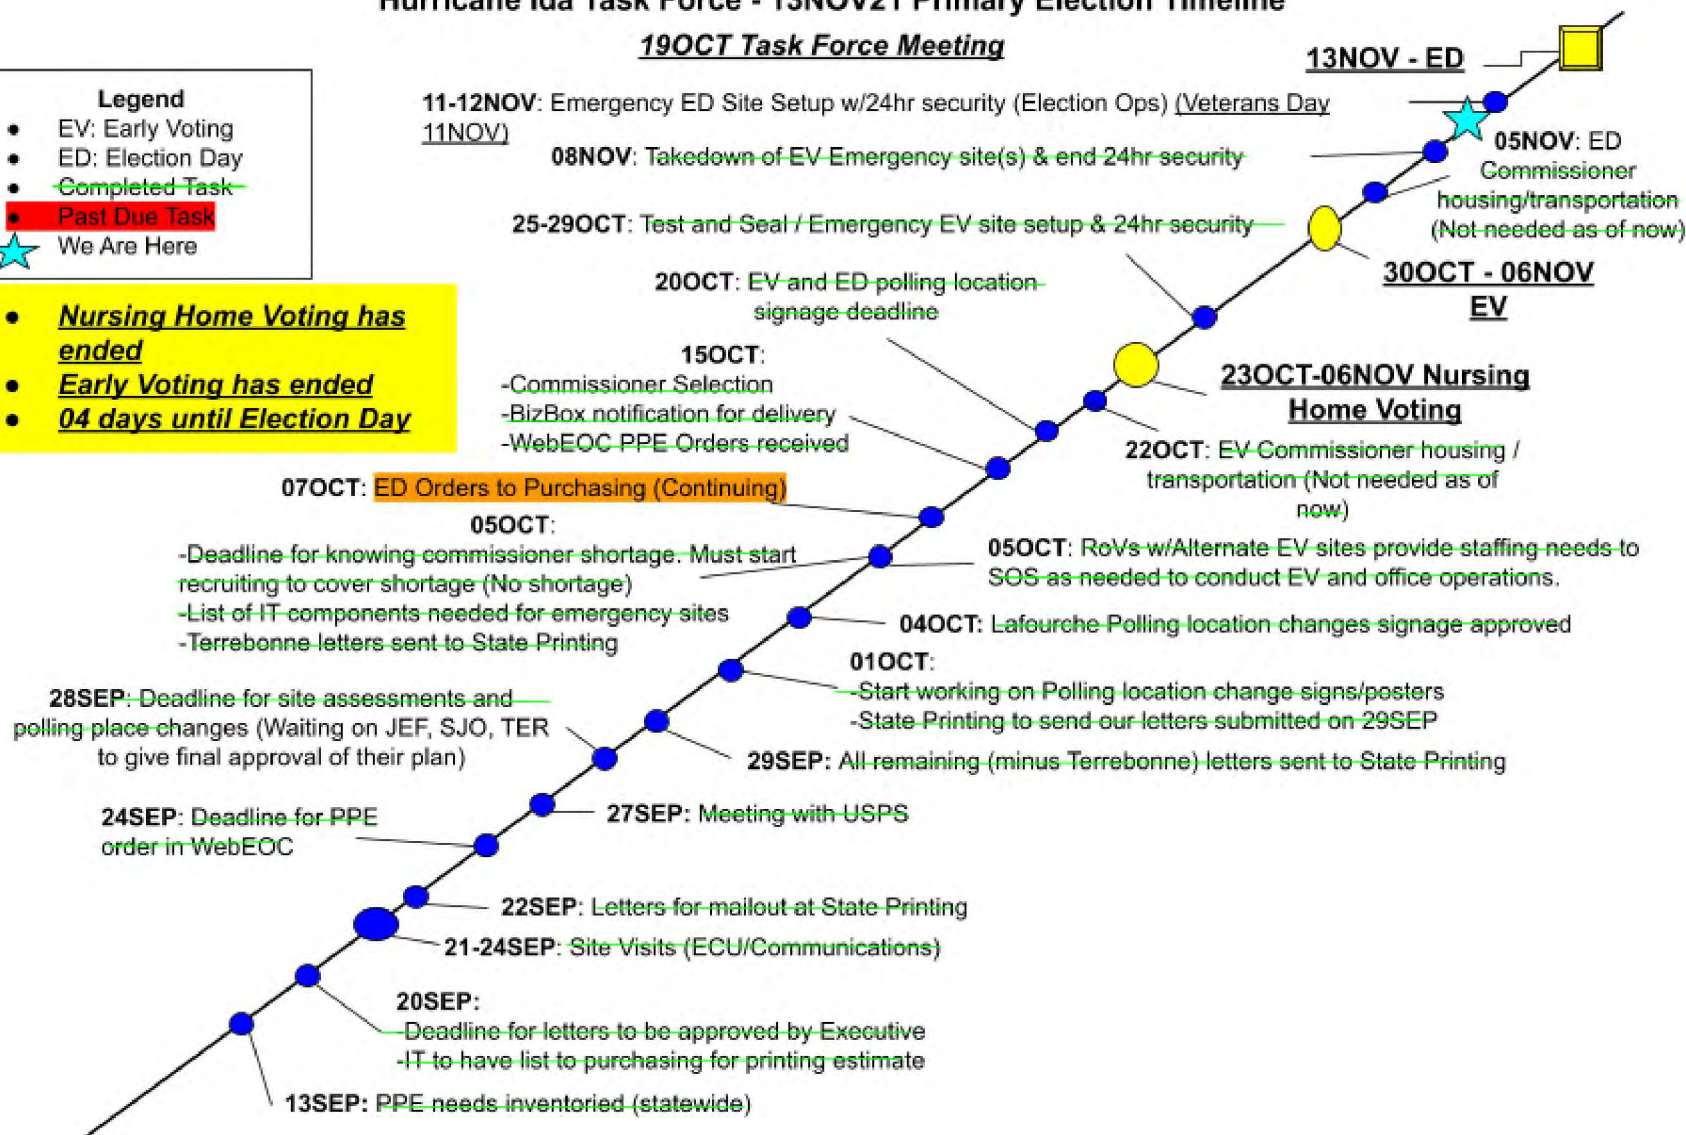 Hurricane Ida Task Force - 13NOV21 Primary Election Timeline
19OCT Task Force Meeting
Legend
● EV: Early Voting
● ED: Election Day
● Completed Task
● Past Due Task
We Are Here
● Nursing Home Voting has
ended
● Early Voting has ended
● 04 days until Election Day
13NOV - ED
11-12NOV: Emergency ED Site Setup w/24hr security (Election Ops) (Veterans Day
11NOV)
08NOV: Takedown of EV Emergency site(s) & end 24hr security
05NOV: ED
Commissioner
housing/transportation
(Not needed as of now)
25-29OCT: Test and Seal / Emergency EV site setup & 24hr security
30OCT - 06NOV
EV
20OCT: EV and ED polling location
signage deadline
23OCT-06NOV Nursing
Home Voting
15OCT:
-Commissioner Selection
-BizBox notification for delivery
-WebEOC PPE Orders received
22OCT: EV Commissioner housing /
transportation (Not needed as of
now)
07OCT: ED Orders to Purchasing (Continuing)
05OCT:
-Deadline for knowing commissioner shortage. Must start
recruiting to cover shortage (No shortage)
-List of IT components needed for emergency sites
-Terrebonne letters sent to State Printing
05OCT: RoVs w/Alternate EV sites provide staffing needs to
SOS as needed to conduct EV and office operations.
04OCT: Lafourche Polling location changes signage approved
01OCT:
-Start working on Polling location change signs/posters
-State Printing to send our letters submitted on 29SEP
28SEP: Deadline for site assessments and
polling place changes (Waiting on JEF, SJO, TER
to give final approval of their plan)
29SEP: All remaining (minus Terrebonne) letters sent to State Printing
27SEP: Meeting with USPS
24SEP: Deadline for PPE
order in WebEOC
22SEP: Letters for mailout at State Printing
21-24SEP: Site Visits (ECU/Communications)
20SEP:
-Deadline for letters to be approved by Executive
-IT to have list to purchasing for printing estimate
13SEP: PPE needs inventoried (statewide)